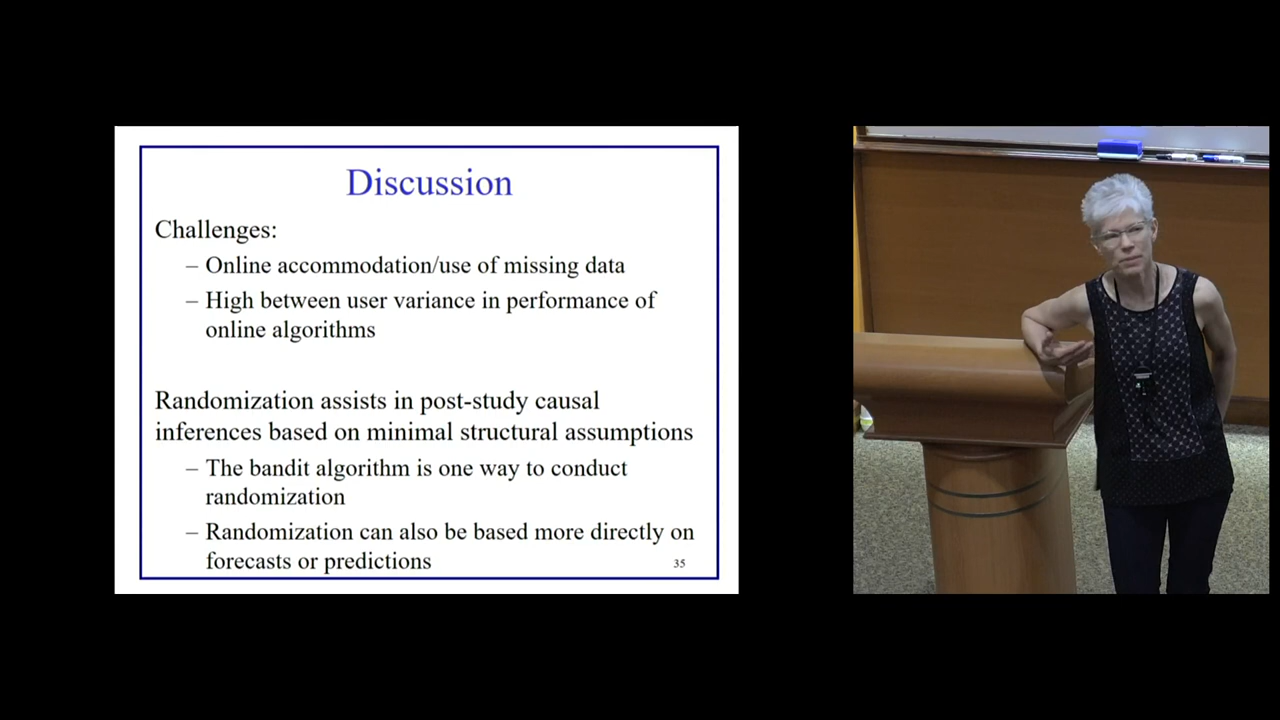 Discussion
Challenges:
– Online accommodation/use of missing data
– High between user variance in performance of
online algorithms
Randomization assists in post-study causal
inferences based on minimal structural assumptions
– The bandit algorithm is one way to conduct
randomization
– Randomization can also be based more directly on
forecasts or predictions
35